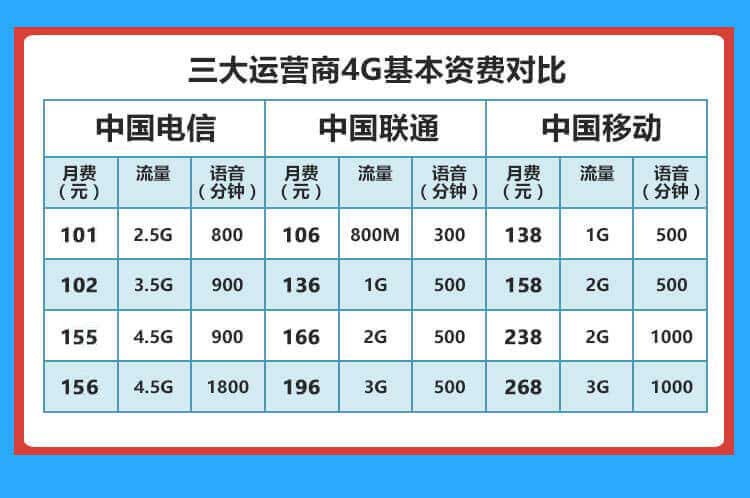 三大运营商4G基本资费对比
中国电信 中国联通 中国移动
月费（元） 流量 语音（分钟） 月费（元） 流量 语音（分钟） 月费（元） 流量 语音（分钟）
101 2.5G 800 106 800M 300 138 1G 500
102 3.5G 900 136 1G 500 158 2G 500
155 4.5G 900 166 2G 500 238 2G 1000
156 4.5G 1800 196 3G 500 268 3G 1000